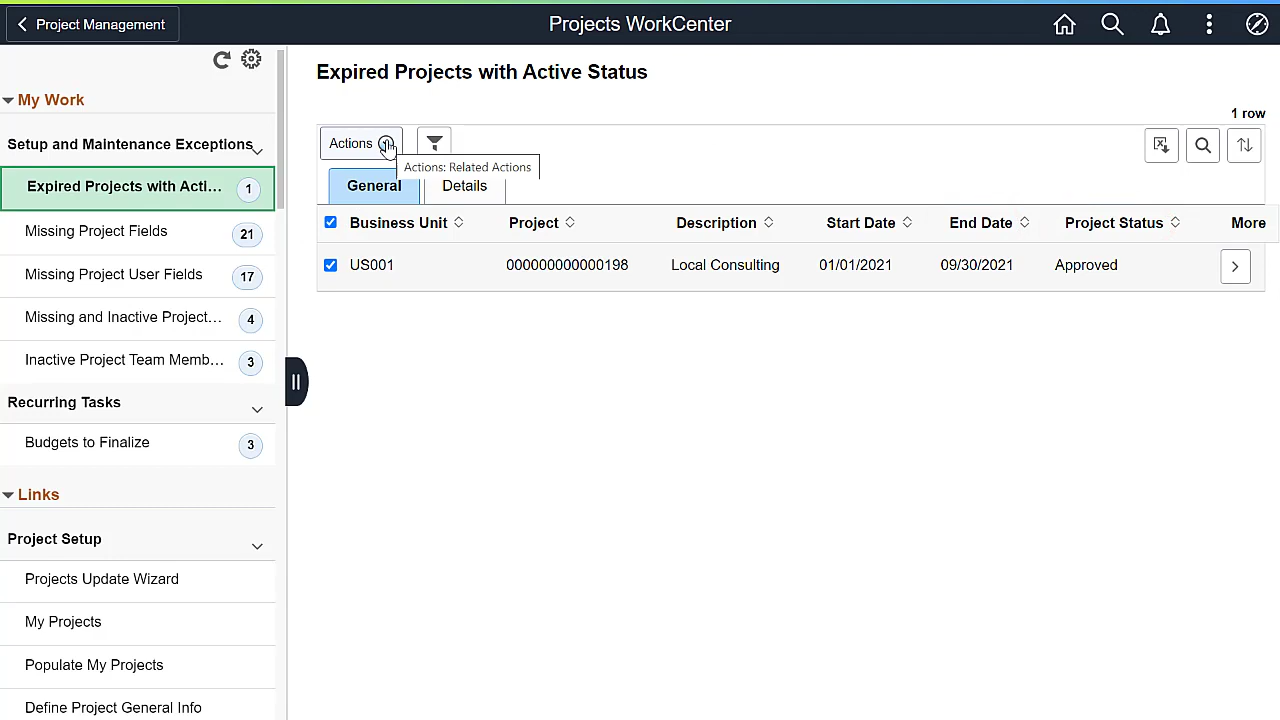 Project Management
Projects WorkCenter
My Work
Setup and Maintenance Exceptions
Expired Projects with Acti... 1
Missing Project Fields 21
Missing Project User Fields 17
Missing and Inactive Project... 4
Inactive Project Team Memb... 3
Recurring Tasks
Budgets to Finalize 3
Links
Project Setup
Projects Update Wizard
My Projects
Populate My Projects
Define Project General Info
Expired Projects with Active Status
1 row
Actions
Actions: Related Actions
General Details
Business Unit Project Description Start Date End Date Project Status More
US001 000000000000198 Local Consulting 01/01/2021 09/30/2021 Approved